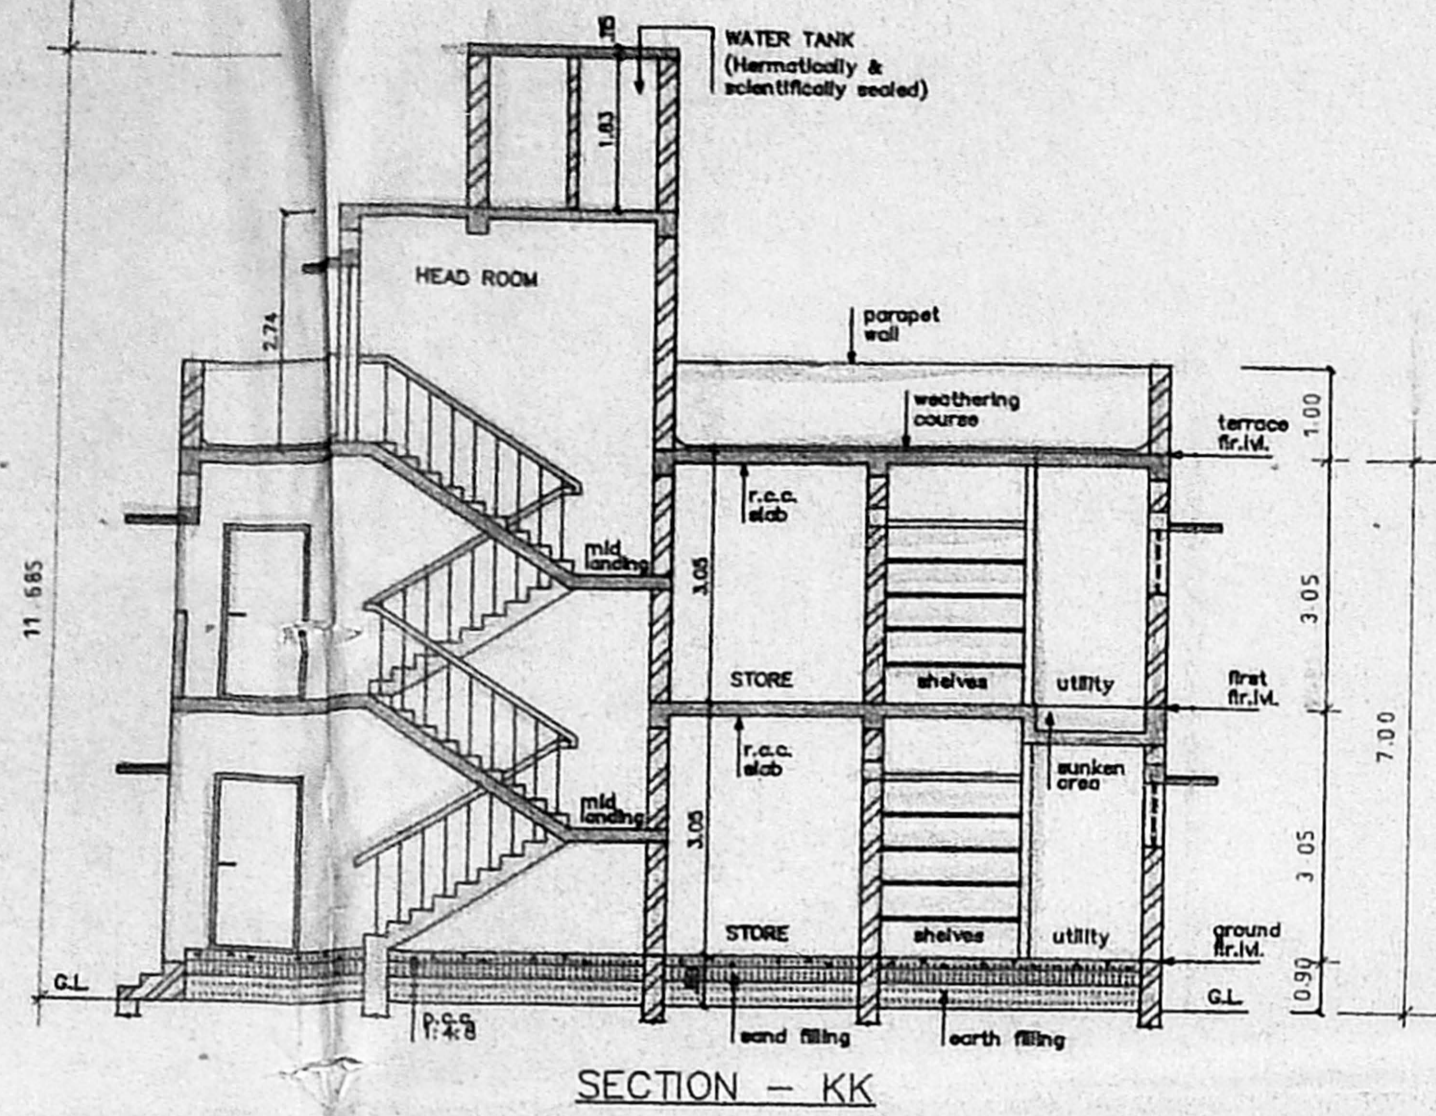 .115
WATER TANK
(Hermatically &
scientifically sealed)
1.83
HEAD ROOM
2.74
parapet
wall
weathering
course
1.00
terrace
flr.lvl.
r.c.c.
slab
mid
landing
3.05
3.05
11.685
STORE
shelves
utility
first
flr.lvl.
r.c.c.
slab
sunken
area
7.00
mid
landing
3.05
3.05
STORE
shelves
utility
ground
flr.lvl.
G.L.
0.90
G.L.
p.c.c.
1:4:8
sand filling
earth filling
SECTION - KK